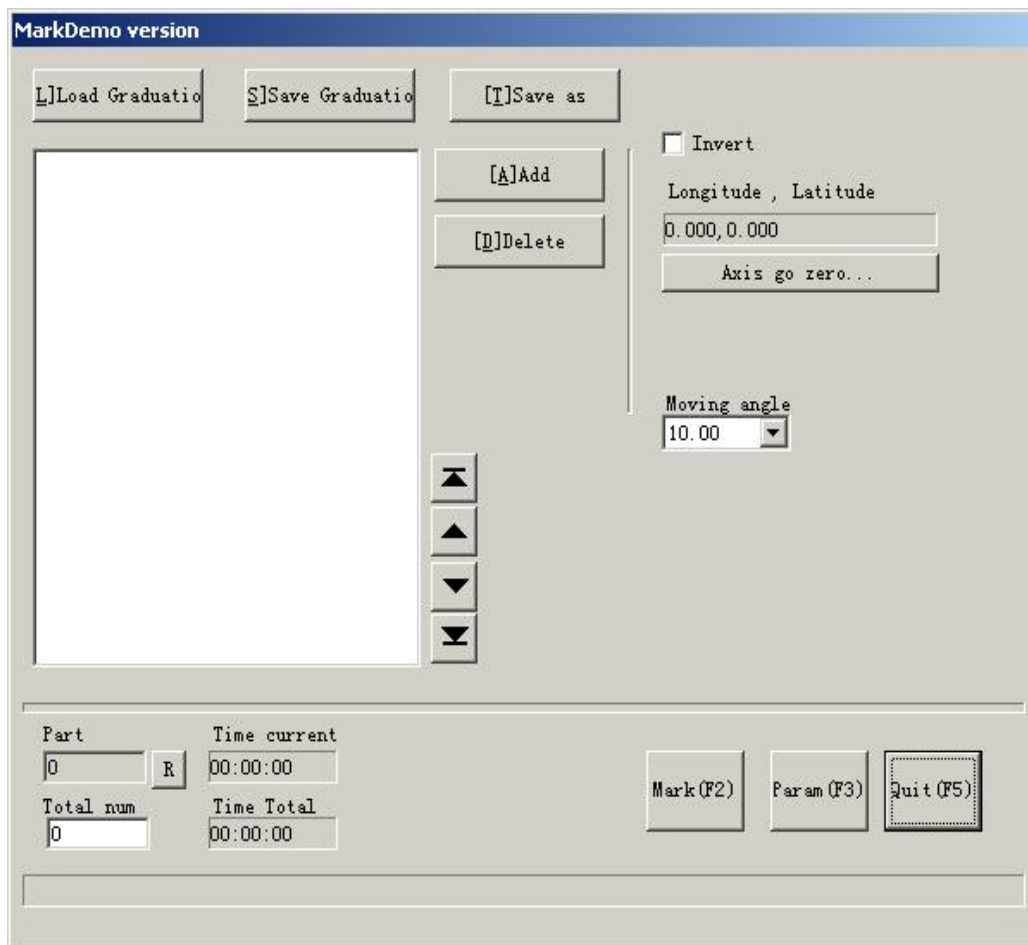 MarkDemo version
L]Load Graduatio
S]Save Graduatio
[T]Save as
[A]Add
[D]Delete
Invert
Longitude , Latitude
0.000,0.000
Axis go zero...
Moving angle
10.00
Part
0
R
Time current
00:00:00
Total num
0
Time Total
00:00:00
Mark(F2)
Param(F3)
Quit(F5)